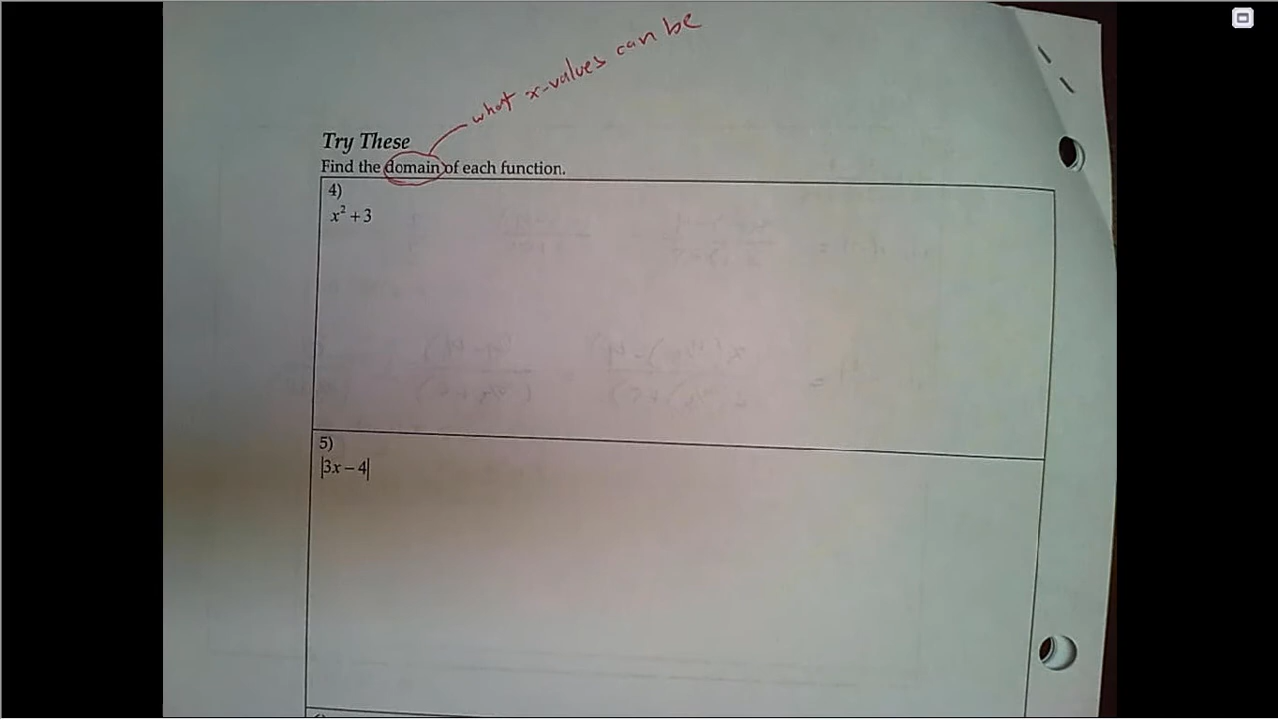 what x-values can be
Try These
Find the domain of each function.
4)
x² + 3
5)
|3x – 4|